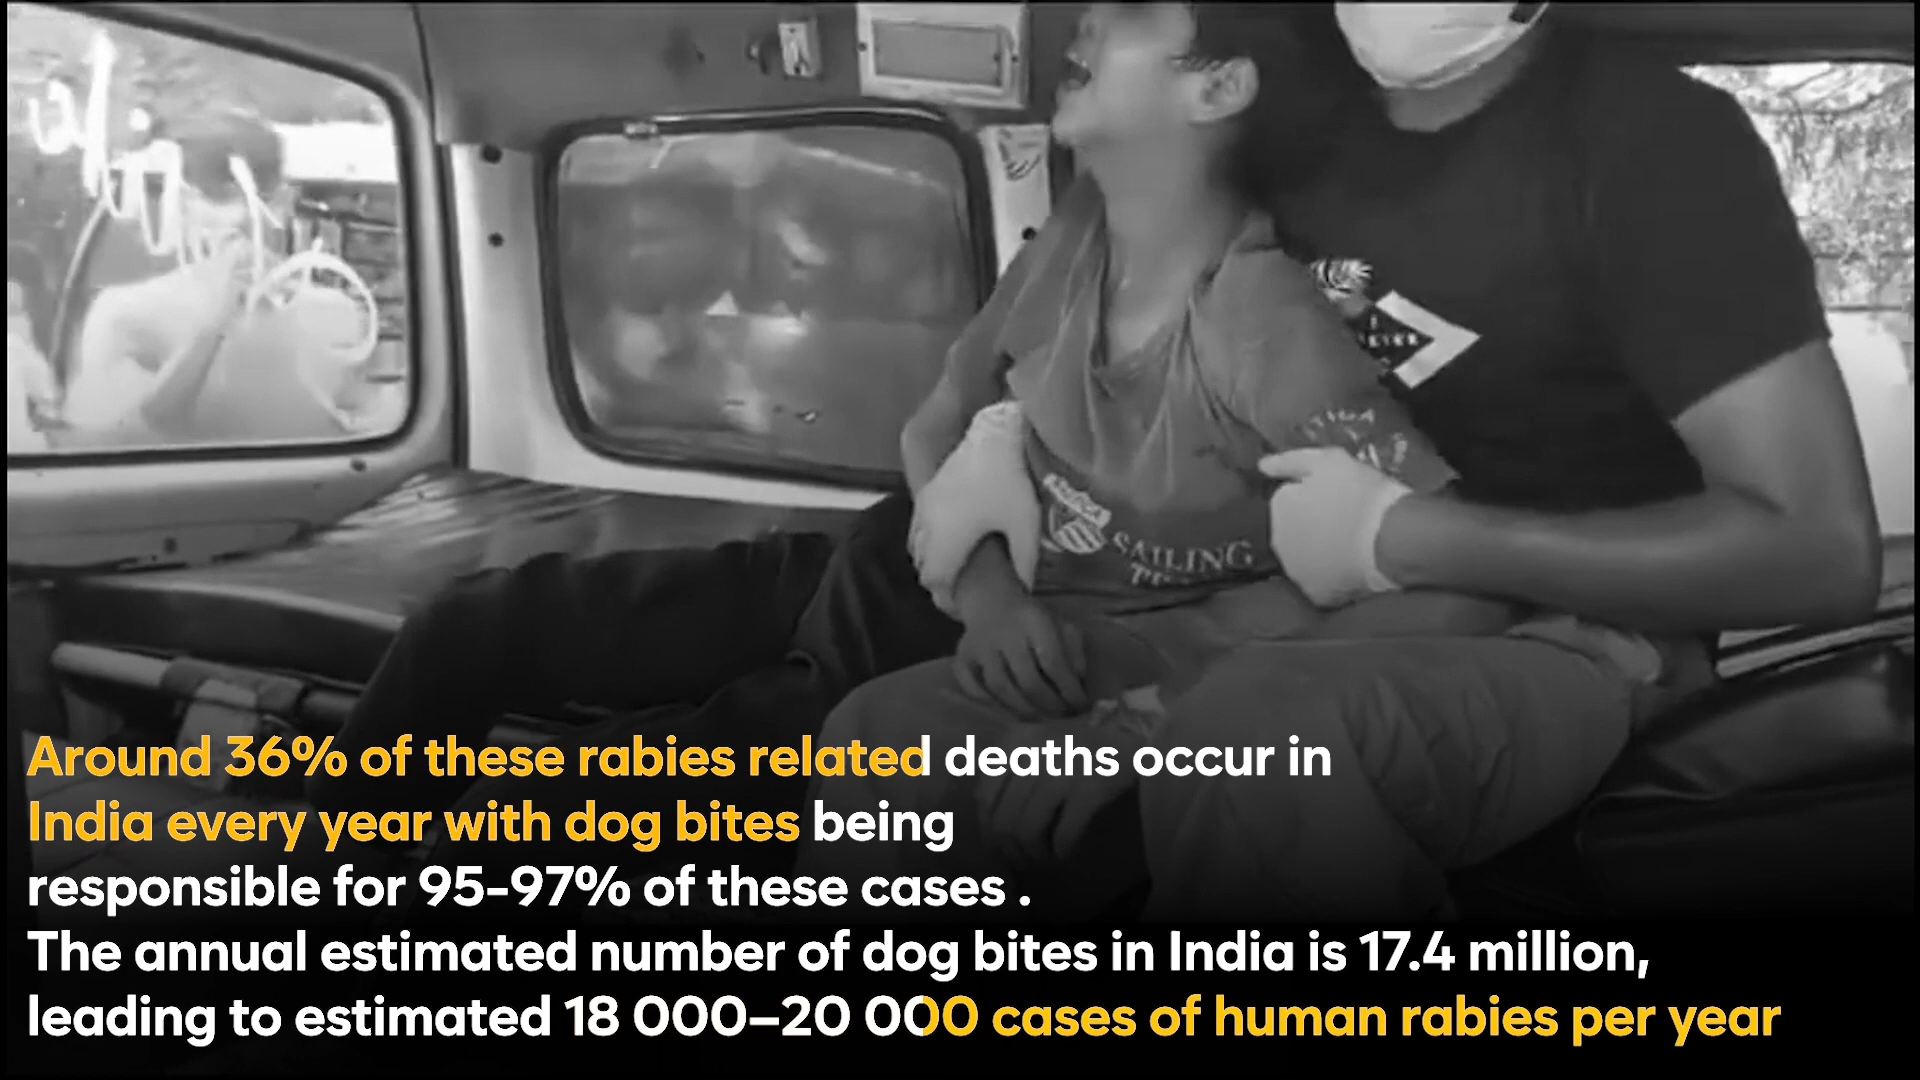 SAILING
Around 36% of these rabies related deaths occur in
India every year with dog bites being
responsible for 95-97% of these cases .
The annual estimated number of dog bites in India is 17.4 million,
leading to estimated 18 000–20 000 cases of human rabies per year